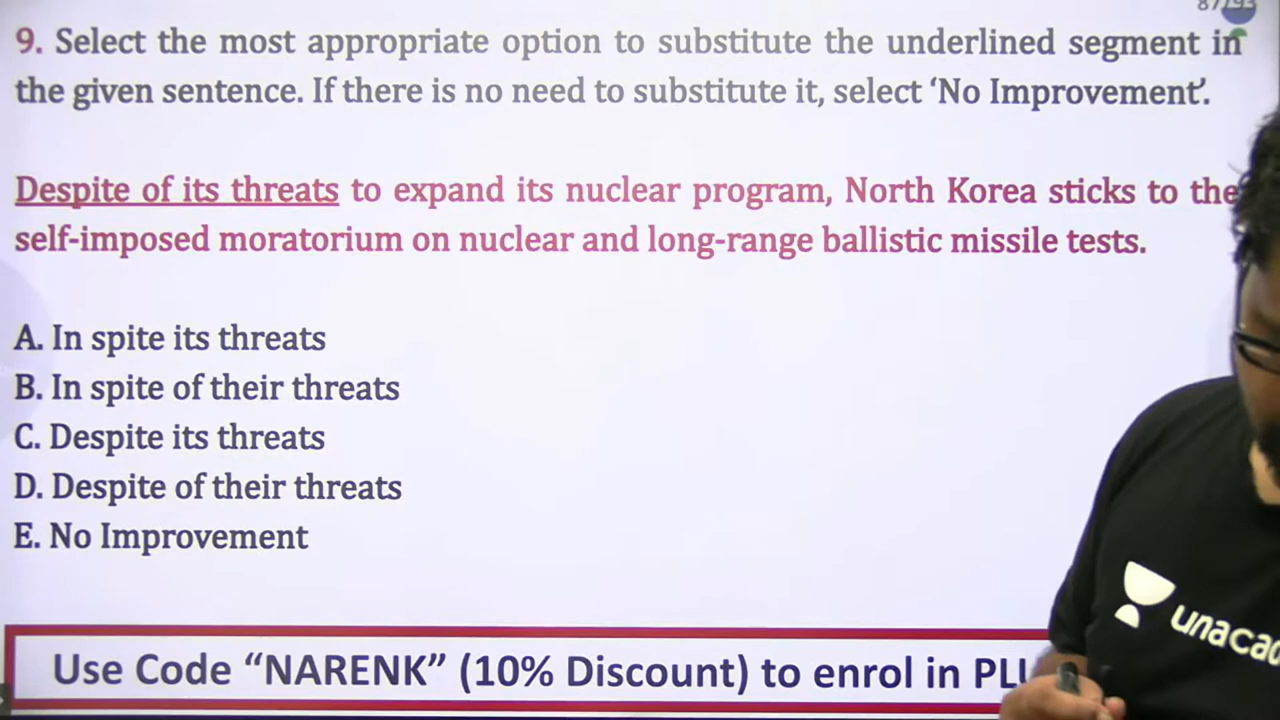 87/93
9. Select the most appropriate option to substitute the underlined segment in
the given sentence. If there is no need to substitute it, select ‘No Improvement’.
Despite of its threats to expand its nuclear program, North Korea sticks to the
self-imposed moratorium on nuclear and long-range ballistic missile tests.
A. In spite its threats
B. In spite of their threats
C. Despite its threats
D. Despite of their threats
E. No Improvement
Use Code “NARENK” (10% Discount) to enrol in PLU
unacad